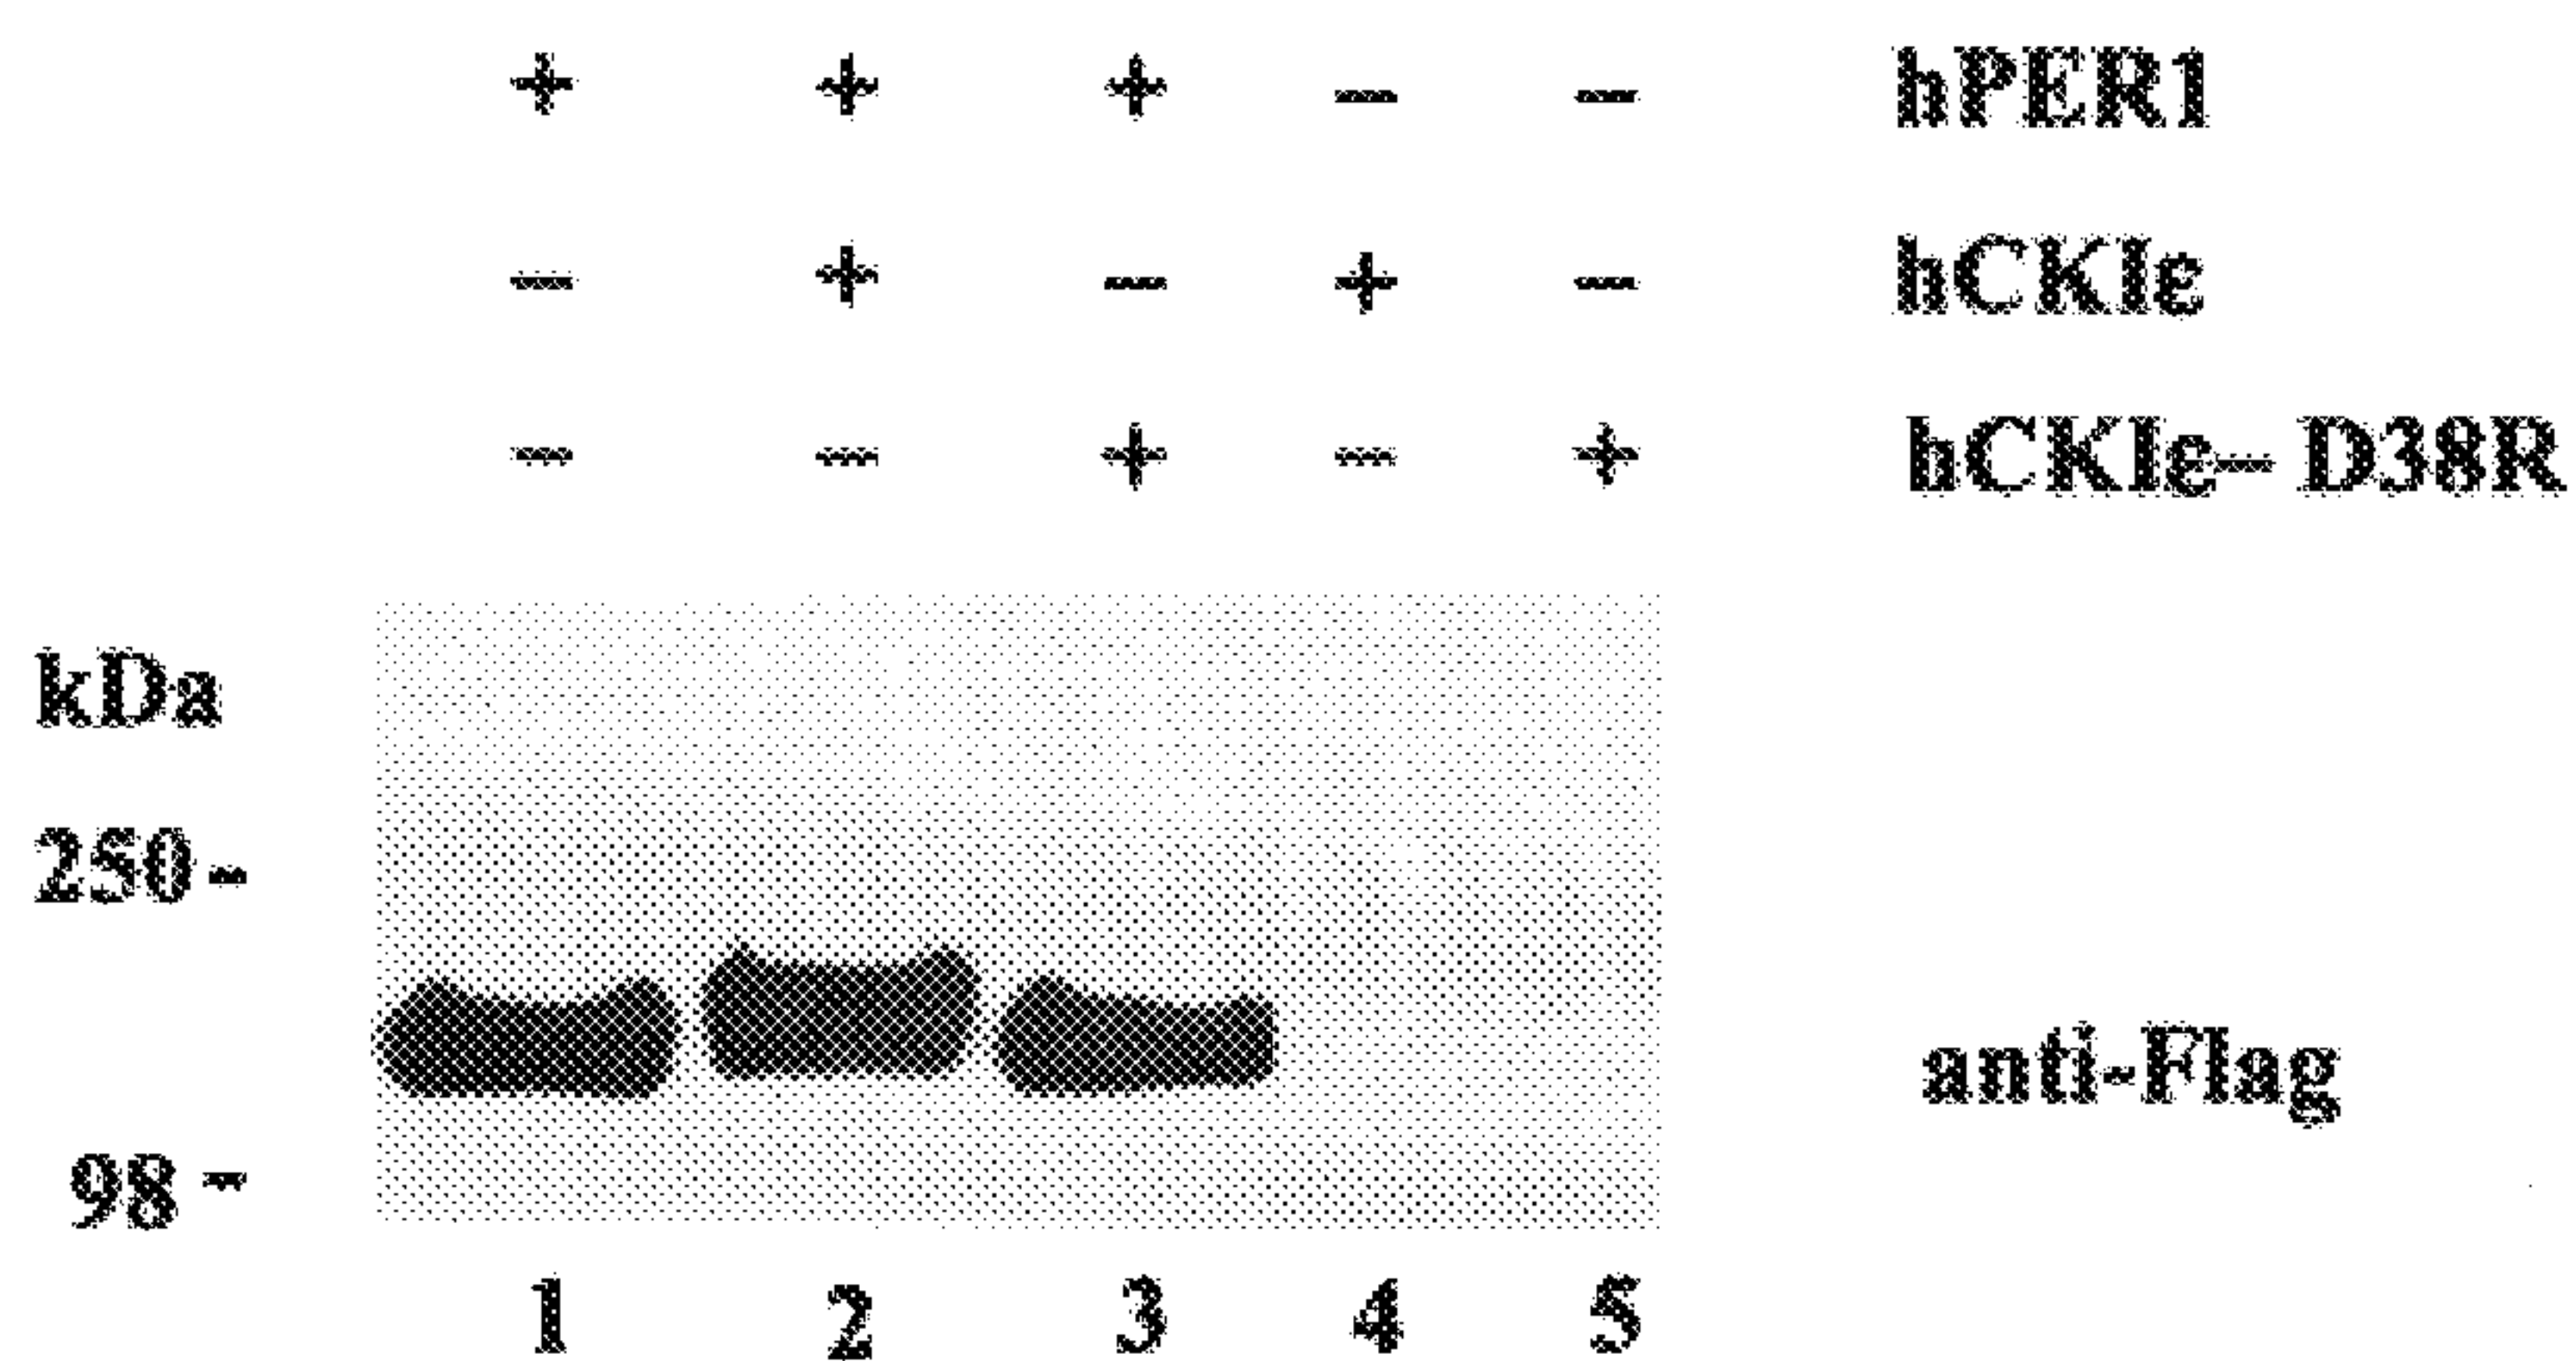 + + + – – hPER1
– + – + – hCKIe
– – + – + hCKIe– D38R
kDa
250 -
anti-Flag
98 -
1 2 3 4 5